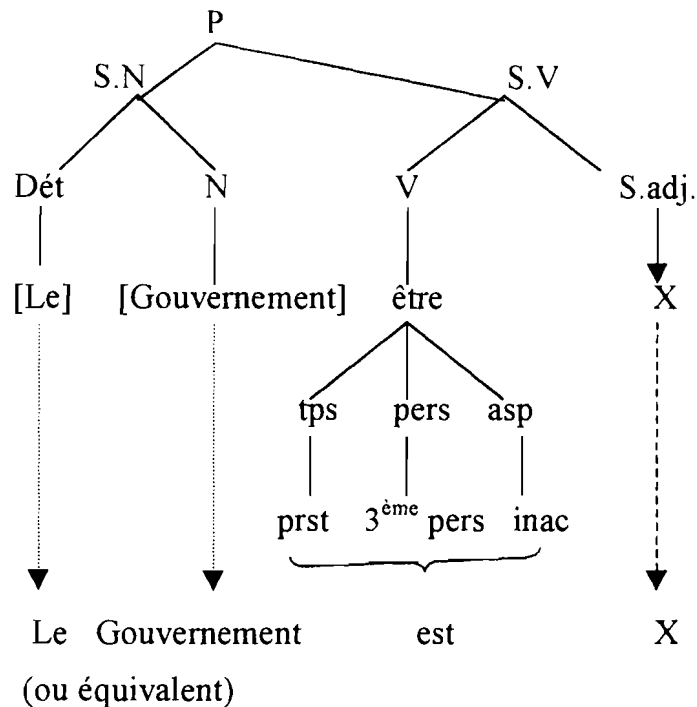 P
S.N S.V
Dét N V S.adj.
[Le] [Gouvernement] être X
tps pers asp
prst 3ème pers inac
Le Gouvernement est X
(ou équivalent)